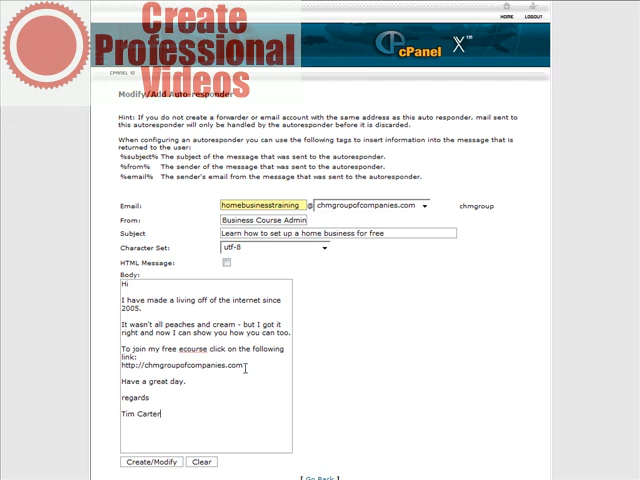 Create
Professional
Videos
HOME
LOGOUT
cPanel X™
CPANEL 10
Modify/Add Auto-responder
Hint: If you do not create a forwarder or email account with the same address as this auto responder, mail sent to
this autoresponder will only be handled by the autoresponder before it is discarded.
When configuring an autoresponder you can use the following tags to insert information into the message that is
returned to the user:
%subject% The subject of the message that was sent to the autoresponder.
%from% The sender of the message that was sent to the autoresponder.
%email% The sender's email from the message that was sent to the autoresponder.
Email: homebusinesstraining @ chmgroupofcompanies.com chmgroup
From: Business Course Admin
Subject Learn how to set up a home business for free
Character Set: utf-8
HTML Message:
Body:
Hi
I have made a living off of the internet since
2005.
It wasn't all peaches and cream - but I got it
right and now I can show you how you can too.
To join my free ecourse click on the following
link:
http://chmgroupofcompanies.com
Have a great day.
regards
Tim Carter
Create/Modify Clear
[ Go Back ]